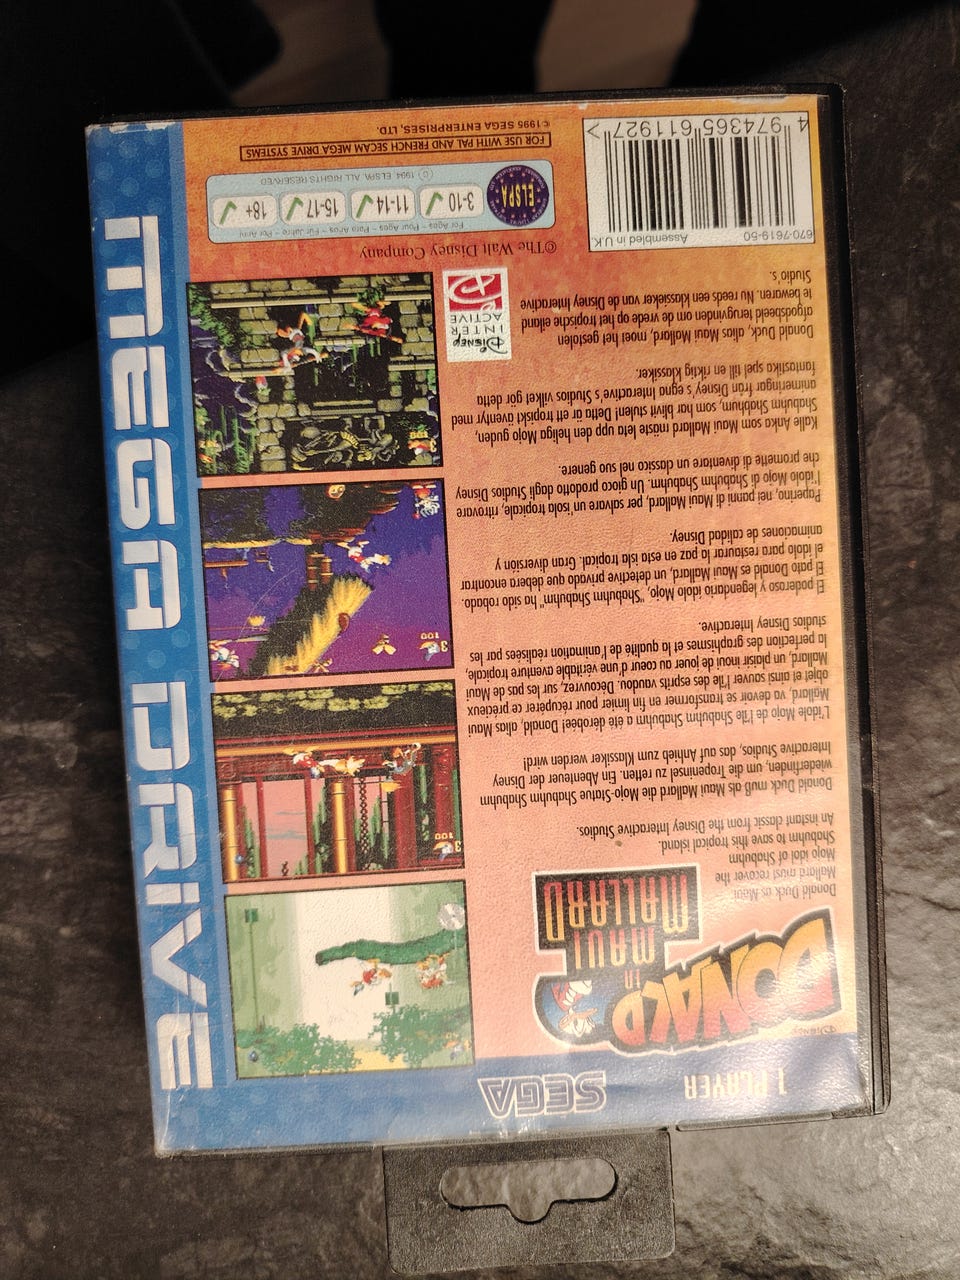 1 PLAYER
SEGA
Disney
DONALD
IN
MAUI
MALLARD
Donald Duck as Maui
Mallard must recover the
Mojo of idol of Shabuhm
Shabuhm to save this tropical island.
An instant classic from the Disney Interactive Studios.
Donald Duck muß als Maui Mallard die Mojo-Statue Shabuhm Shabuhm
wiederfinden, um die Tropeninsel zu retten. Ein Abenteuer der Disney
Interactive Studios, das auf Anhieb zum Klassiker werden wird!
L'idole Mojo de l'île Shabuhm Shabuhm a été dérobée! Donald, alias Maui
Mallard, va devoir se transformer en fin limier pour récupérer ce précieux
objet et ainsi sauver l'île des esprits vaudou. Découvrez, sur les pas de Maui
Mallard, un plaisir inouï de jouer au coeur d'une véritable aventure tropicale,
la perfection des graphismes et la qualité de l'animation réalisées par les
studios Disney Interactive.
El poderoso y legendario ídolo Mojo, "Shabuhm Shabuhm" ha sido robado.
El pato Donald es Maui Mallard, un detective privado que deberá encontrar
el ídolo para restaurar la paz en esta isla tropical. Gran diversión y
animaciones de calidad Disney.
Paperino, nei panni di Maui Mallard, per salvare un'isola tropicale, ritrovare
l'idolo Mojo di Shabuhm Shabuhm. Un gioco prodotto dagli Studios Disney
che promette di diventare un classico nel suo genere.
Kalle Anka som Maui Mallard måste leta upp den heliga Mojo guden,
Shabuhm Shabhum, som har blivit stulen! Detta är ett tropiskt äventyr med
animeringar från Disney's egna Interactive's Studios vilket gör detta
fantastiska spel till en riktig klassiker.
Donald Duck, alias Maui Mallard, moet het gestolen
afgodsbeeld terugvinden om de vrede op het tropische eiland
te bewaren. Nu reeds een klassieker van de Disney Interactive
Studio's.
Disney
INTER
ACTIVE
©The Walt Disney Company
ELSPA
For Ages - Pour Ages - Para Anos - Für Jahre - Per Anni
3-10
11-14
15-17
18+
© 1994 ELSPA. ALL RIGHTS RESERVED
FOR USE WITH PAL AND FRENCH SECAM MEGA DRIVE SYSTEMS
©1995 SEGA ENTERPRISES, LTD.
670-7619-50
Assembled in U.K.
4 974365 611927 >
MEGA DRIVE